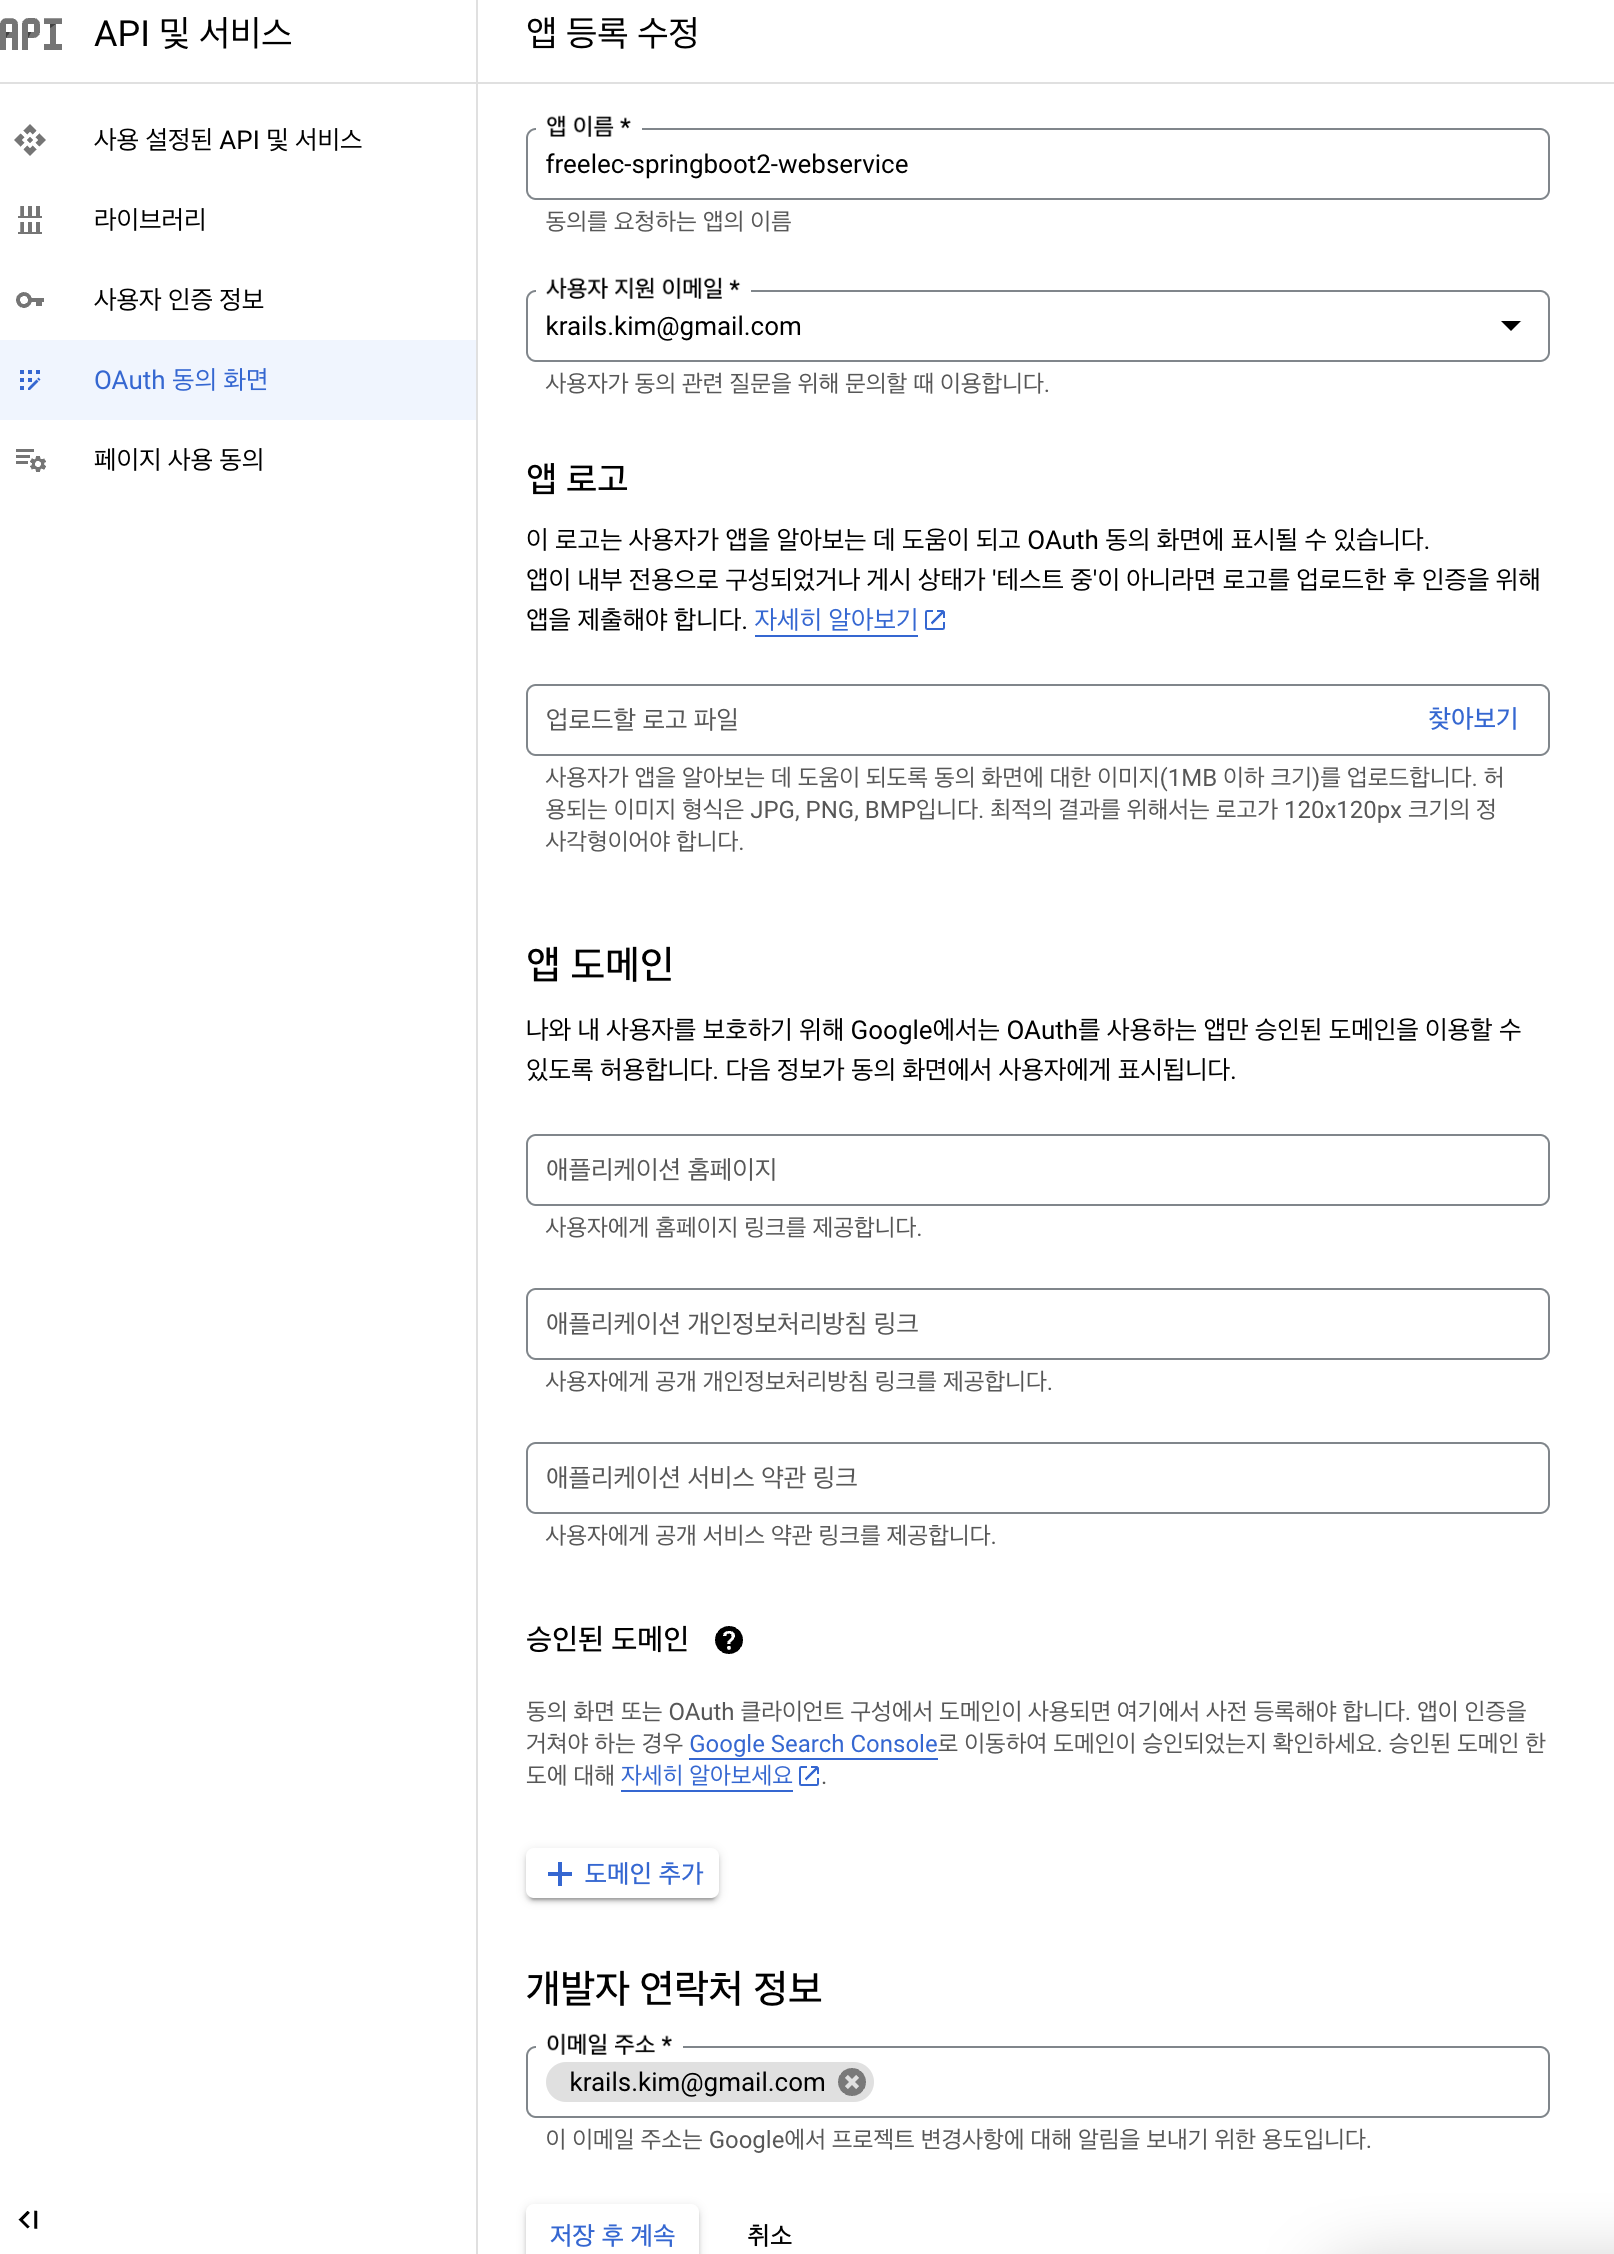 API API 및 서비스
사용 설정된 API 및 서비스
라이브러리
사용자 인증 정보
OAuth 동의 화면
페이지 사용 동의
앱 등록 수정
앱 이름 *
freelec-springboot2-webservice
동의를 요청하는 앱의 이름
사용자 지원 이메일 *
krails.kim@gmail.com
사용자가 동의 관련 질문을 위해 문의할 때 이용합니다.
앱 로고
이 로고는 사용자가 앱을 알아보는 데 도움이 되고 OAuth 동의 화면에 표시될 수 있습니다.
앱이 내부 전용으로 구성되었거나 게시 상태가 '테스트 중'이 아니라면 로고를 업로드한 후 인증을 위해
앱을 제출해야 합니다. 자세히 알아보기
업로드할 로고 파일 찾아보기
사용자가 앱을 알아보는 데 도움이 되도록 동의 화면에 대한 이미지(1MB 이하 크기)를 업로드합니다. 허
용되는 이미지 형식은 JPG, PNG, BMP입니다. 최적의 결과를 위해서는 로고가 120x120px 크기의 정
사각형이어야 합니다.
앱 도메인
나와 내 사용자를 보호하기 위해 Google에서는 OAuth를 사용하는 앱만 승인된 도메인을 이용할 수
있도록 허용합니다. 다음 정보가 동의 화면에서 사용자에게 표시됩니다.
애플리케이션 홈페이지
사용자에게 홈페이지 링크를 제공합니다.
애플리케이션 개인정보처리방침 링크
사용자에게 공개 개인정보처리방침 링크를 제공합니다.
애플리케이션 서비스 약관 링크
사용자에게 공개 서비스 약관 링크를 제공합니다.
승인된 도메인
동의 화면 또는 OAuth 클라이언트 구성에서 도메인이 사용되면 여기에서 사전 등록해야 합니다. 앱이 인증을
거쳐야 하는 경우 Google Search Console로 이동하여 도메인이 승인되었는지 확인하세요. 승인된 도메인 한
도에 대해 자세히 알아보세요.
도메인 추가
개발자 연락처 정보
이메일 주소 *
krails.kim@gmail.com
이 이메일 주소는 Google에서 프로젝트 변경사항에 대해 알림을 보내기 위한 용도입니다.
저장 후 계속 취소